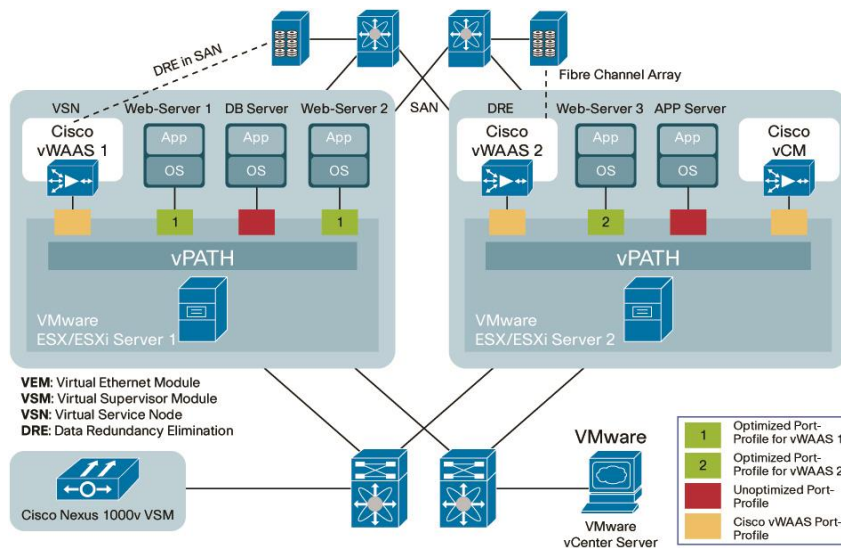 DRE in SAN
Fibre Channel Array
SAN
VSN
Web-Server 1
DB Server
Web-Server 2
Cisco
vWAAS 1
App
OS
App
OS
App
OS
1
1
vPATH
VMware
ESX/ESXi Server 1
DRE
Web-Server 3
APP Server
Cisco
vWAAS 2
App
OS
App
OS
Cisco
vCM
2
vPATH
VMware
ESX/ESXi Server 2
VEM: Virtual Ethernet Module
VSM: Virtual Supervisor Module
VSN: Virtual Service Node
DRE: Data Redundancy Elimination
Cisco Nexus 1000v VSM
VMware
VMware
vCenter Server
1
Optimized Port-
Profile for vWAAS 1
2
Optimized Port-
Profile for vWAAS 2
Unoptimized Port-
Profile
Cisco vWAAS Port-
Profile